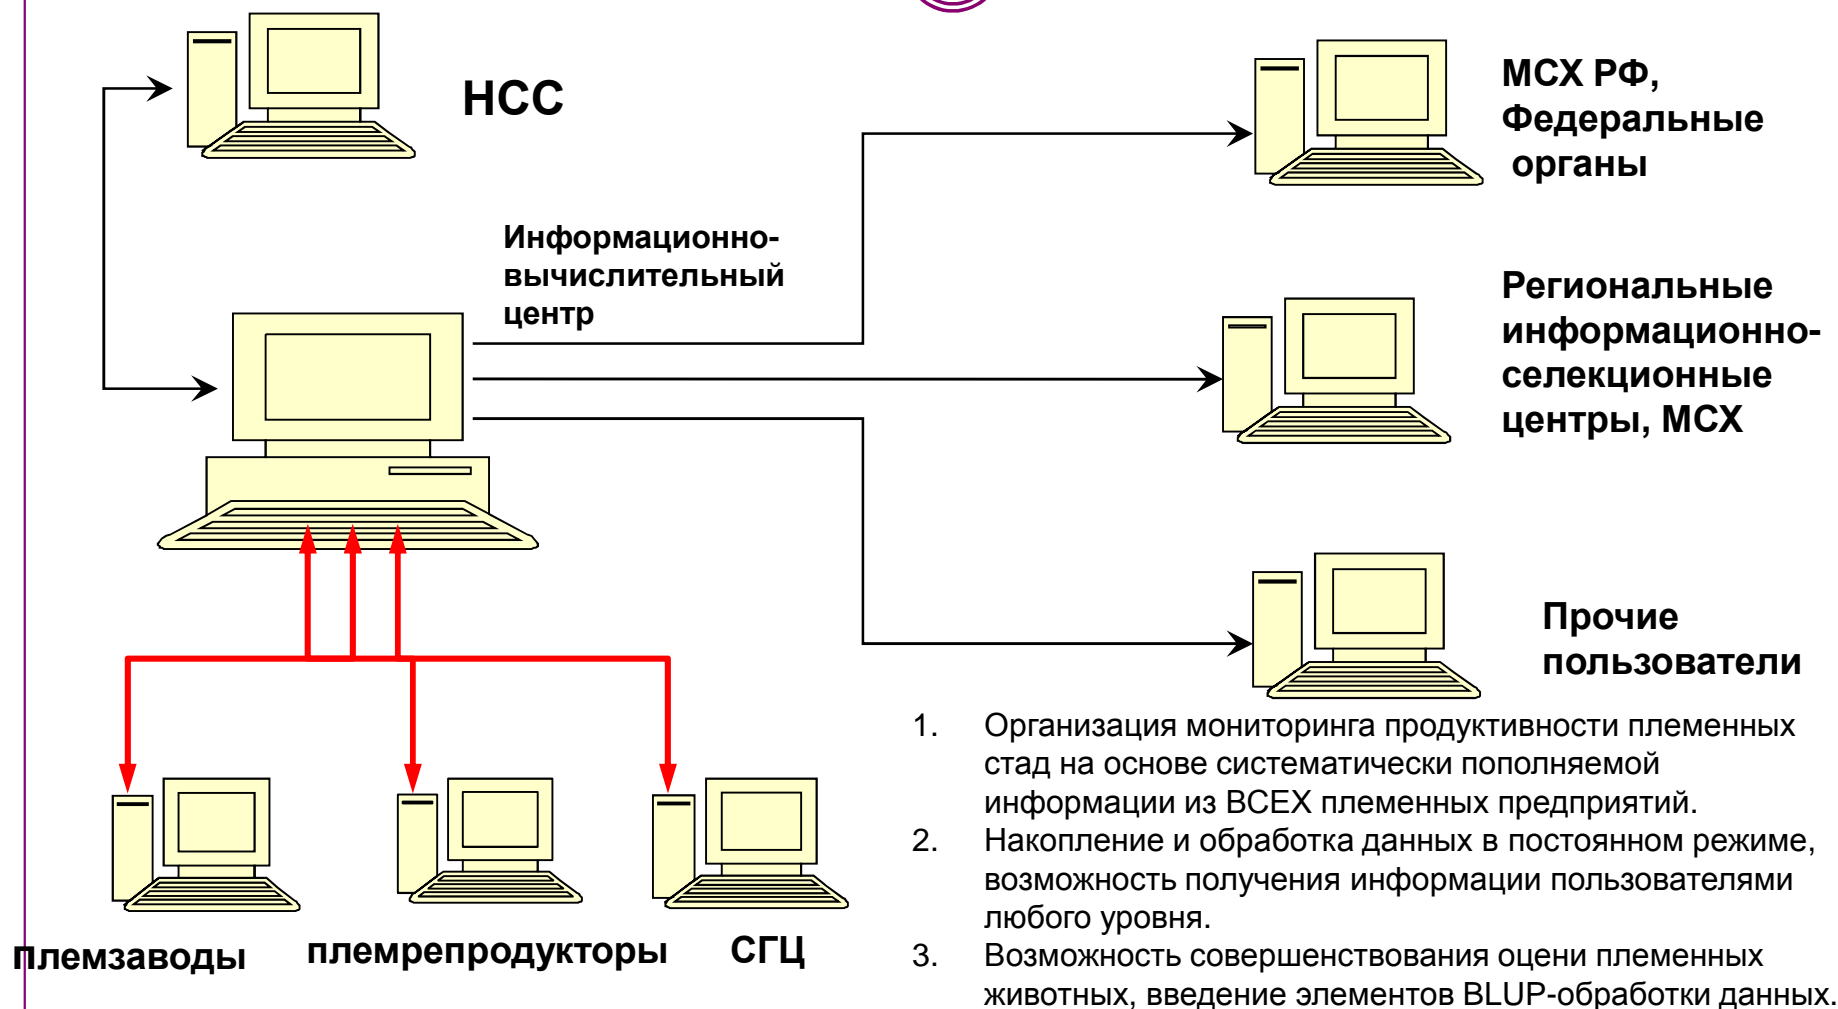 НСС
МСХ РФ,
Федеральные
органы
Информационно-
вычислительный
центр
Региональные
информационно-
селекционные
центры, МСХ
Прочие
пользователи
племзаводы
племрепродукторы
СГЦ
1. Организация мониторинга продуктивности племенных
стад на основе систематически пополняемой
информации из ВСЕХ племенных предприятий.
2. Накопление и обработка данных в постоянном режиме,
возможность получения информации пользователями
любого уровня.
3. Возможность совершенствования оцени племенных
животных, введение элементов BLUP-обработки данных.